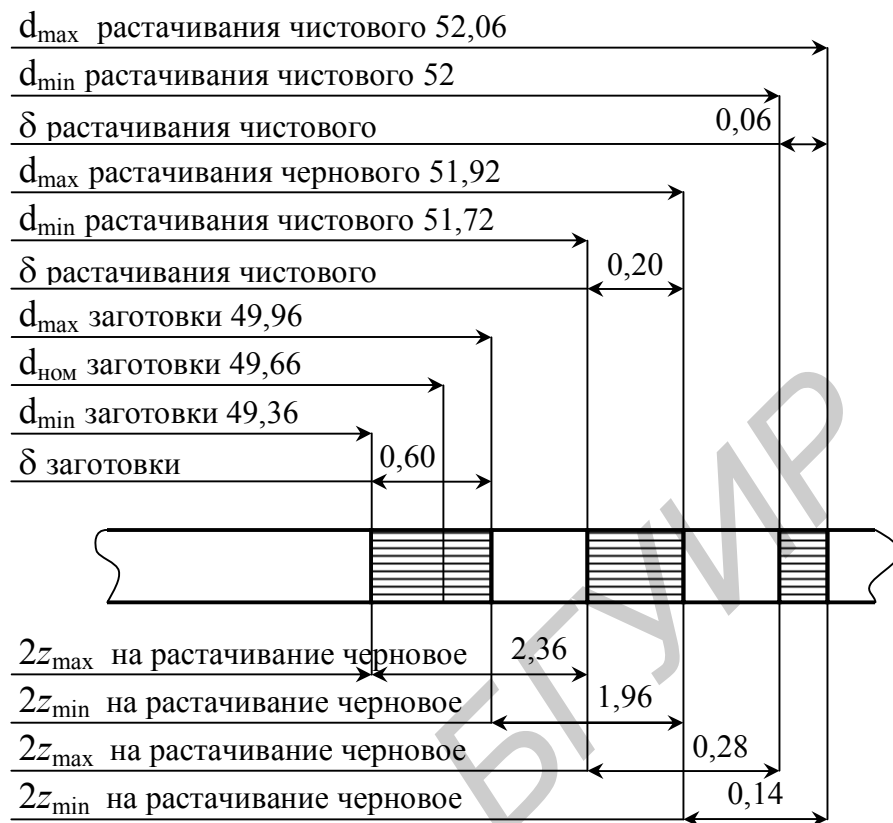 dmax растачивания чистового 52,06
dmin растачивания чистового 52
δ растачивания чистового 0,06
dmax растачивания чернового 51,92
dmin растачивания чистового 51,72
δ растачивания чистового 0,20
dmax заготовки 49,96
dном заготовки 49,66
dmin заготовки 49,36
δ заготовки 0,60
БГУИР
2zmax на растачивание черновое 2,36
2zmin на растачивание черновое 1,96
2zmax на растачивание черновое 0,28
2zmin на растачивание черновое 0,14